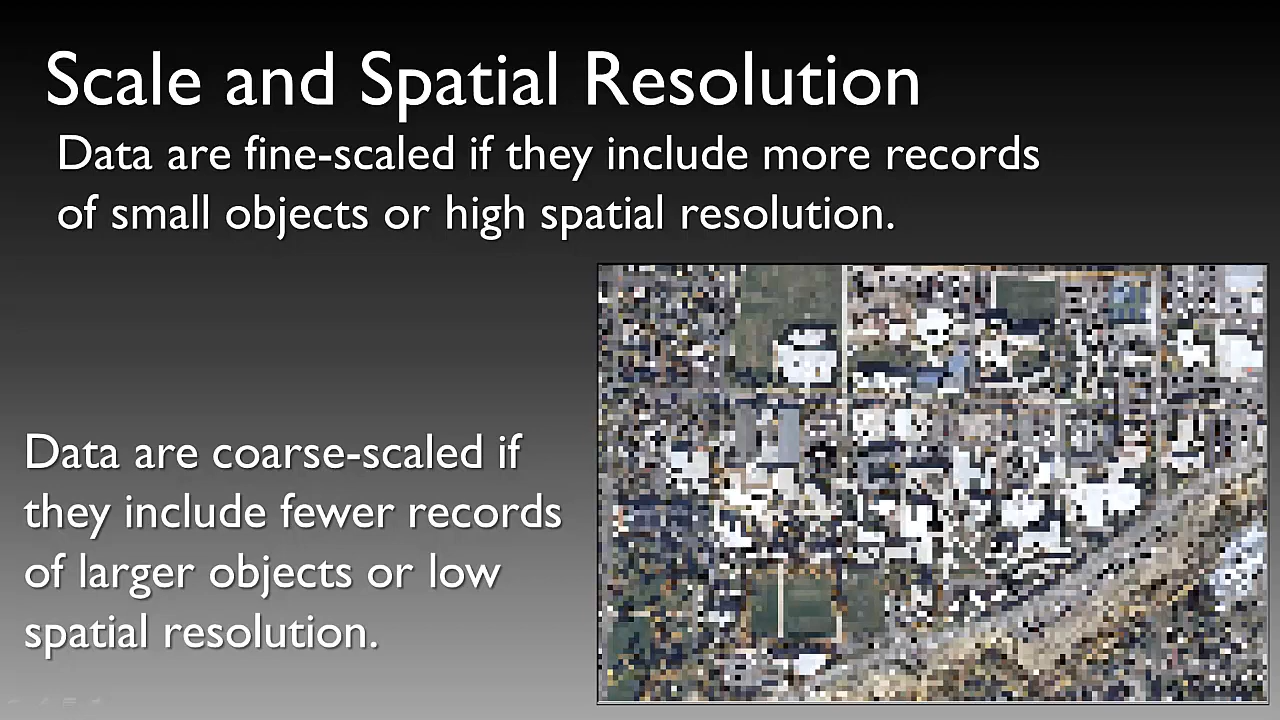 Scale and Spatial Resolution
Data are fine-scaled if they include more records
of small objects or high spatial resolution.
Data are coarse-scaled if
they include fewer records
of larger objects or low
spatial resolution.